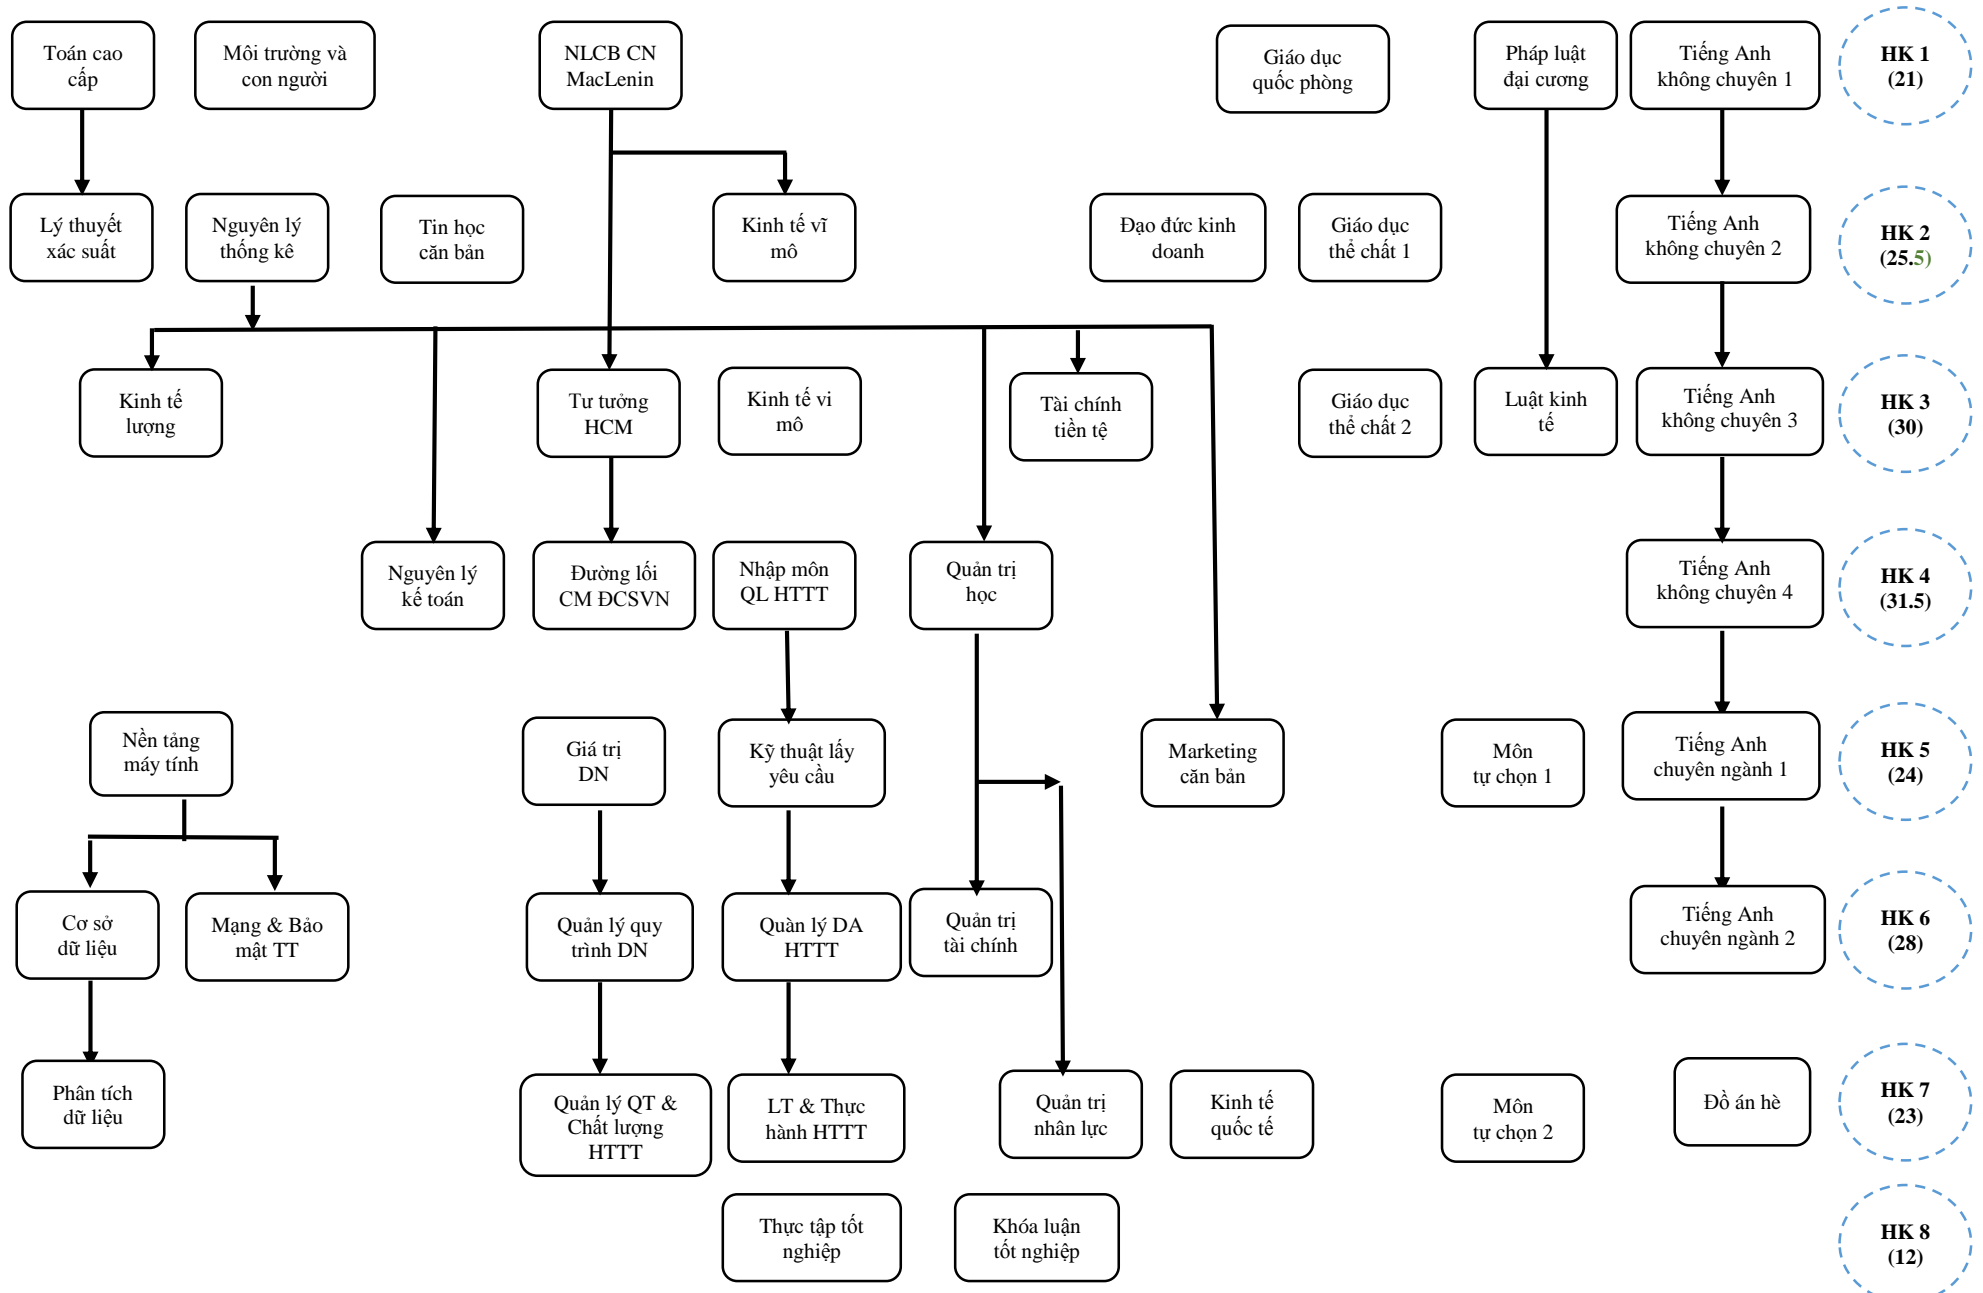 Toán cao
cấp
Môi trường và
con người
NLCB CN
MacLenin
Giáo dục
quốc phòng
Pháp luật
đại cương
Tiếng Anh
không chuyên 1
HK 1
(21)
Lý thuyết
xác suất
Nguyên lý
thống kê
Tin học
căn bản
Kinh tế vĩ
mô
Đạo đức kinh
doanh
Giáo dục
thể chất 1
Tiếng Anh
không chuyên 2
HK 2
(25.5)
Kinh tế
lượng
Tư tưởng
HCM
Kinh tế vi
mô
Tài chính
tiền tệ
Giáo dục
thể chất 2
Luật kinh
tế
Tiếng Anh
không chuyên 3
HK 3
(30)
Nguyên lý
kế toán
Đường lối
CM ĐCSVN
Nhập môn
QL HTTT
Quản trị
học
Tiếng Anh
không chuyên 4
HK 4
(31.5)
Nền tảng
máy tính
Giá trị
DN
Kỹ thuật lấy
yêu cầu
Marketing
căn bản
Môn
tự chọn 1
Tiếng Anh
chuyên ngành 1
HK 5
(24)
Cơ sở
dữ liệu
Mạng & Bảo
mật TT
Quản lý quy
trình DN
Quàn lý DA
HTTT
Quản trị
tài chính
Tiếng Anh
chuyên ngành 2
HK 6
(28)
Phân tích
dữ liệu
Quản lý QT &
Chất lượng
HTTT
LT & Thực
hành HTTT
Quản trị
nhân lực
Kinh tế
quốc tế
Môn
tự chọn 2
Đồ án hè
HK 7
(23)
Thực tập tốt
nghiệp
Khóa luận
tốt nghiệp
HK 8
(12)